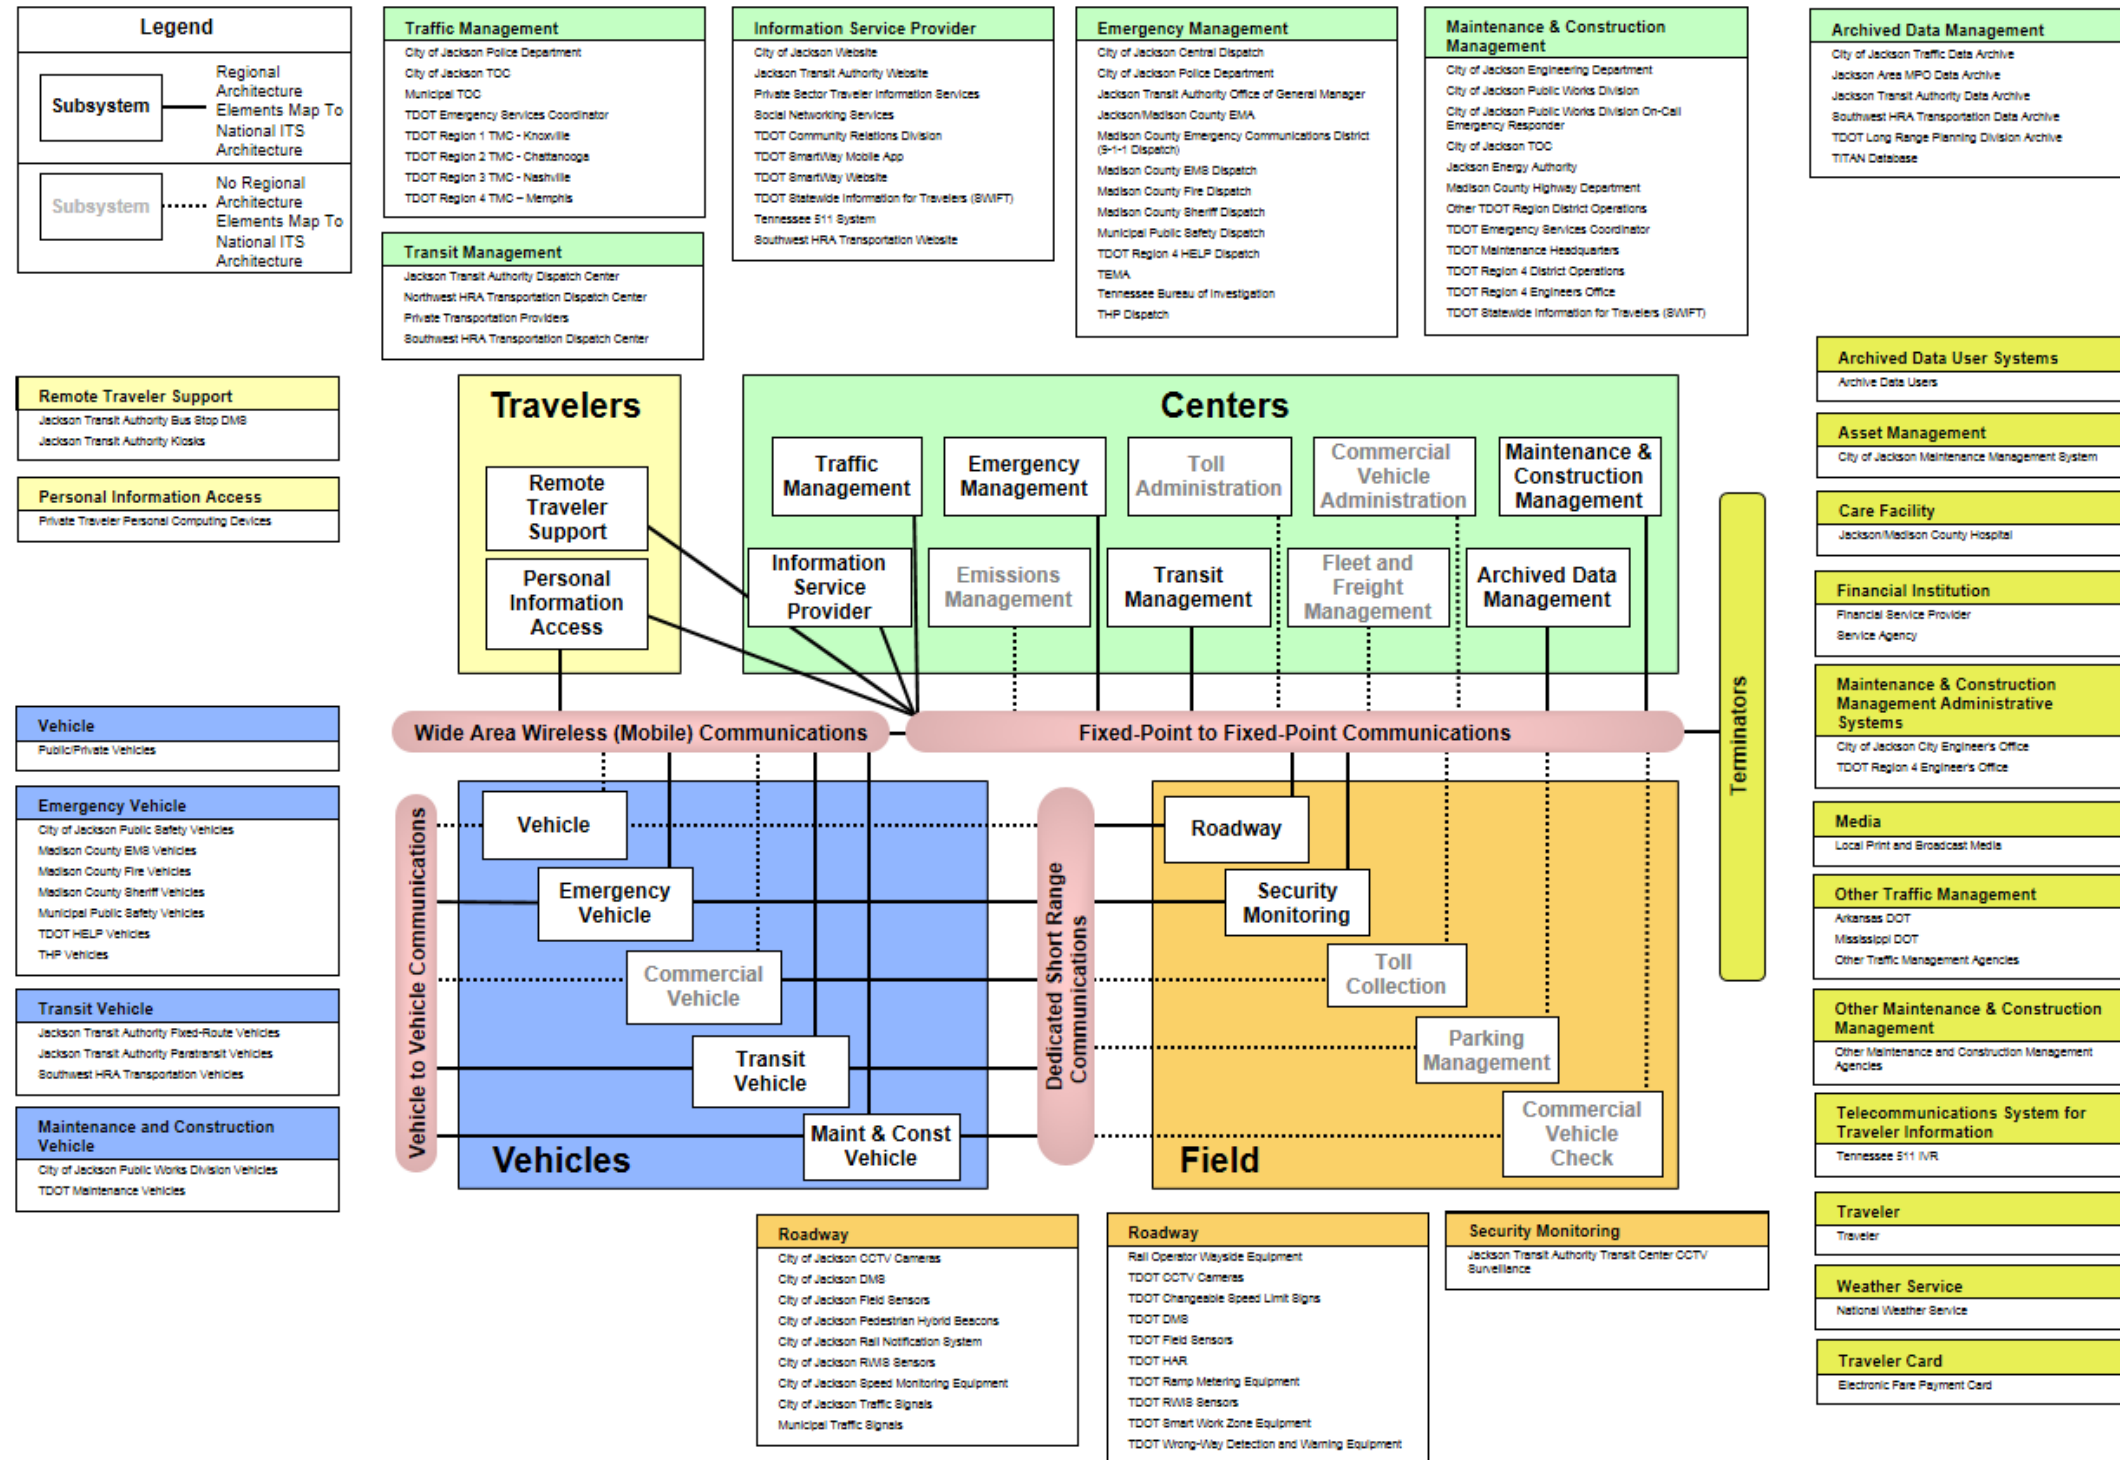 Legend
Subsystem
Regional
Architecture
Elements Map To
National ITS
Architecture
Subsystem
No Regional
Architecture
Elements Map To
National ITS
Architecture
Traffic Management
City of Jackson Police Department
City of Jackson TOC
Municipal TOC
TDOT Emergency Services Coordinator
TDOT Region 1 TMC - Knoxville
TDOT Region 2 TMC - Chattanooga
TDOT Region 3 TMC - Nashville
TDOT Region 4 TMC – Memphis
Transit Management
Jackson Transit Authority Dispatch Center
Northwest HRA Transportation Dispatch Center
Private Transportation Providers
Southwest HRA Transportation Dispatch Center
Information Service Provider
City of Jackson Website
Jackson Transit Authority Website
Private Sector Traveler Information Services
Social Networking Services
TDOT Community Relations Division
TDOT SmartWay Mobile App
TDOT SmartWay Website
TDOT Statewide Information for Travelers (SWIFT)
Tennessee 511 System
Southwest HRA Transportation Website
Emergency Management
City of Jackson Central Dispatch
City of Jackson Police Department
Jackson Transit Authority Office of General Manager
Jackson/Madison County EMA
Madison County Emergency Communications District
(9-1-1 Dispatch)
Madison County EMS Dispatch
Madison County Fire Dispatch
Madison County Sheriff Dispatch
Municipal Public Safety Dispatch
TDOT Region 4 HELP Dispatch
TEMA
Tennessee Bureau of Investigation
THP Dispatch
Maintenance & Construction
Management
City of Jackson Engineering Department
City of Jackson Public Works Division
City of Jackson Public Works Division On-Call
Emergency Responder
City of Jackson TOC
Jackson Energy Authority
Madison County Highway Department
Other TDOT Region District Operations
TDOT Emergency Services Coordinator
TDOT Maintenance Headquarters
TDOT Region 4 District Operations
TDOT Region 4 Engineers Office
TDOT Statewide Information for Travelers (SWIFT)
Archived Data Management
City of Jackson Traffic Data Archive
Jackson Area MPO Data Archive
Jackson Transit Authority Data Archive
Southwest HRA Transportation Data Archive
TDOT Long Range Planning Division Archive
TITAN Database
Remote Traveler Support
Jackson Transit Authority Bus Stop DMS
Jackson Transit Authority Kiosks
Personal Information Access
Private Traveler Personal Computing Devices
Vehicle
Public/Private Vehicles
Emergency Vehicle
City of Jackson Public Safety Vehicles
Madison County EMS Vehicles
Madison County Fire Vehicles
Madison County Sheriff Vehicles
Municipal Public Safety Vehicles
TDOT HELP Vehicles
THP Vehicles
Transit Vehicle
Jackson Transit Authority Fixed-Route Vehicles
Jackson Transit Authority Paratransit Vehicles
Southwest HRA Transportation Vehicles
Maintenance and Construction
Vehicle
City of Jackson Public Works Division Vehicles
TDOT Maintenance Vehicles
Travelers
Remote
Traveler
Support
Personal
Information
Access
Centers
Traffic
Management
Emergency
Management
Toll
Administration
Commercial
Vehicle
Administration
Maintenance &
Construction
Management
Information
Service
Provider
Emissions
Management
Transit
Management
Fleet and
Freight
Management
Archived Data
Management
Wide Area Wireless (Mobile) Communications
Fixed-Point to Fixed-Point Communications
Terminators
Vehicle to Vehicle Communications
Vehicle
Emergency
Vehicle
Commercial
Vehicle
Transit
Vehicle
Maint & Const
Vehicle
Vehicles
Dedicated Short Range
Communications
Roadway
Security
Monitoring
Toll
Collection
Parking
Management
Commercial
Vehicle
Check
Field
Roadway
City of Jackson CCTV Cameras
City of Jackson DMS
City of Jackson Field Sensors
City of Jackson Pedestrian Hybrid Beacons
City of Jackson Rail Notification System
City of Jackson RWIS Sensors
City of Jackson Speed Monitoring Equipment
City of Jackson Traffic Signals
Municipal Traffic Signals
Roadway
Rail Operator Wayside Equipment
TDOT CCTV Cameras
TDOT Changeable Speed Limit Signs
TDOT DMS
TDOT Field Sensors
TDOT HAR
TDOT Ramp Metering Equipment
TDOT RWIS Sensors
TDOT Smart Work Zone Equipment
TDOT Wrong-Way Detection and Warning Equipment
Security Monitoring
Jackson Transit Authority Transit Center CCTV
Surveillance
Archived Data User Systems
Archive Data Users
Asset Management
City of Jackson Maintenance Management System
Care Facility
Jackson/Madison County Hospital
Financial Institution
Financial Service Provider
Service Agency
Maintenance & Construction
Management Administrative
Systems
City of Jackson City Engineer's Office
TDOT Region 4 Engineer's Office
Media
Local Print and Broadcast Media
Other Traffic Management
Arkansas DOT
Mississippi DOT
Other Traffic Management Agencies
Other Maintenance & Construction
Management
Other Maintenance and Construction Management
Agencies
Telecommunications System for
Traveler Information
Tennessee 511 IVR
Traveler
Traveler
Weather Service
National Weather Service
Traveler Card
Electronic Fare Payment Card